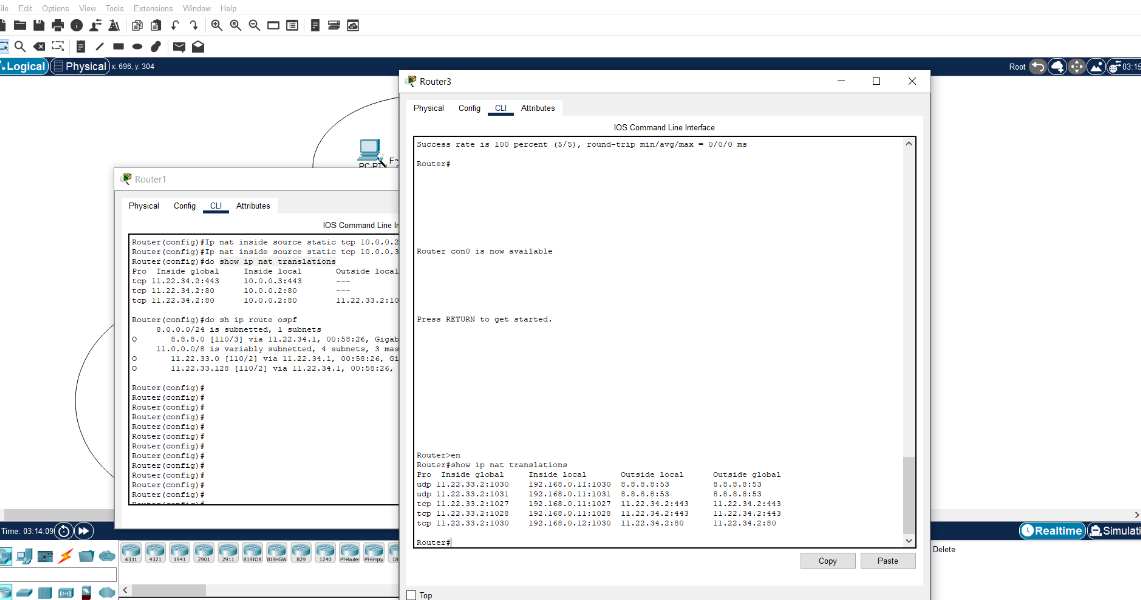 File Edit Options View Tools Extensions Window Help
Logical Physical x: 696, y: 304
Root 03:15
PC-PT
Router1
Physical Config CLI Attributes
IOS Command Line In
Router(config)#Ip nat inside source static tcp 10.0.0.2
Router(config)#Ip nat inside source static tcp 10.0.0.3
Router(config)#do show ip nat translations
Pro Inside global Inside local Outside local
tcp 11.22.34.2:443 10.0.0.3:443 ---
tcp 11.22.34.2:80 10.0.0.2:80 ---
tcp 11.22.34.2:80 10.0.0.2:80 11.22.33.2:10
Router(config)#do sh ip route ospf
8.0.0.0/24 is subnetted, 1 subnets
O 8.8.8.0 [110/3] via 11.22.34.1, 00:58:26, Gigab
11.0.0.0/8 is variably subnetted, 4 subnets, 3 mas
O 11.22.33.0 [110/2] via 11.22.34.1, 00:58:26, Gi
O 11.22.33.128 [110/2] via 11.22.34.1, 00:58:26,
Router(config)#
Router(config)#
Router(config)#
Router(config)#
Router(config)#
Router(config)#
Router(config)#
Router(config)#
Router(config)#
Router(config)#
Router(config)#
Router(config)#
Router3
Physical Config CLI Attributes
IOS Command Line Interface
Success rate is 100 percent (5/5), round-trip min/avg/max = 0/0/0 ms
Router#
Router con0 is now available
Press RETURN to get started.
Router>en
Router#show ip nat translations
Pro Inside global Inside local Outside local Outside global
udp 11.22.33.2:1030 192.168.0.11:1030 8.8.8.8:53 8.8.8.8:53
udp 11.22.33.2:1031 192.168.0.11:1031 8.8.8.8:53 8.8.8.8:53
tcp 11.22.33.2:1027 192.168.0.11:1027 11.22.34.2:443 11.22.34.2:443
tcp 11.22.33.2:1028 192.168.0.11:1028 11.22.34.2:443 11.22.34.2:443
tcp 11.22.33.2:1030 192.168.0.12:1030 11.22.34.2:80 11.22.34.2:80
Router#
Copy Paste
Top
Time: 03:14:09
Realtime Simulati
4331 4321 1941 2901 2911 819IOX 819HGW 829 1240 PT-Router PT-Empty
Delete